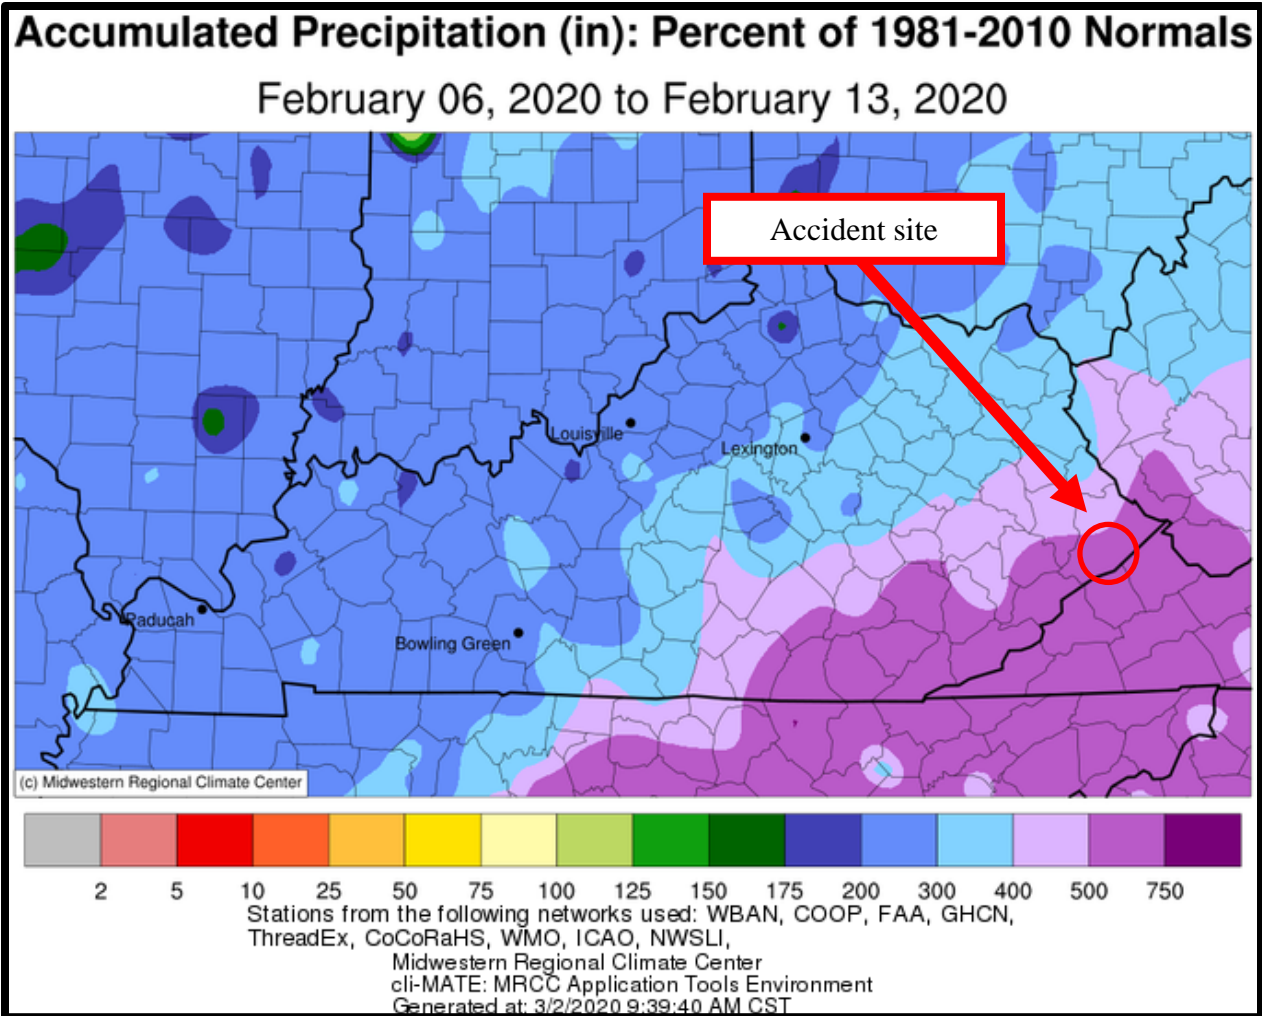 Accumulated Precipitation (in): Percent of 1981-2010 Normals
February 06, 2020 to February 13, 2020
Accident site
Louisville
Lexington
Paducah
Bowling Green
(c) Midwestern Regional Climate Center
2 5 10 25 50 75 100 125 150 175 200 300 400 500 750
Stations from the following networks used: WBAN, COOP, FAA, GHCN,
ThreadEx, CoCoRaHS, WMO, ICAO, NWSLI,
Midwestern Regional Climate Center
cli-MATE: MRCC Application Tools Environment
Generated at: 3/2/2020 9:39:40 AM CST